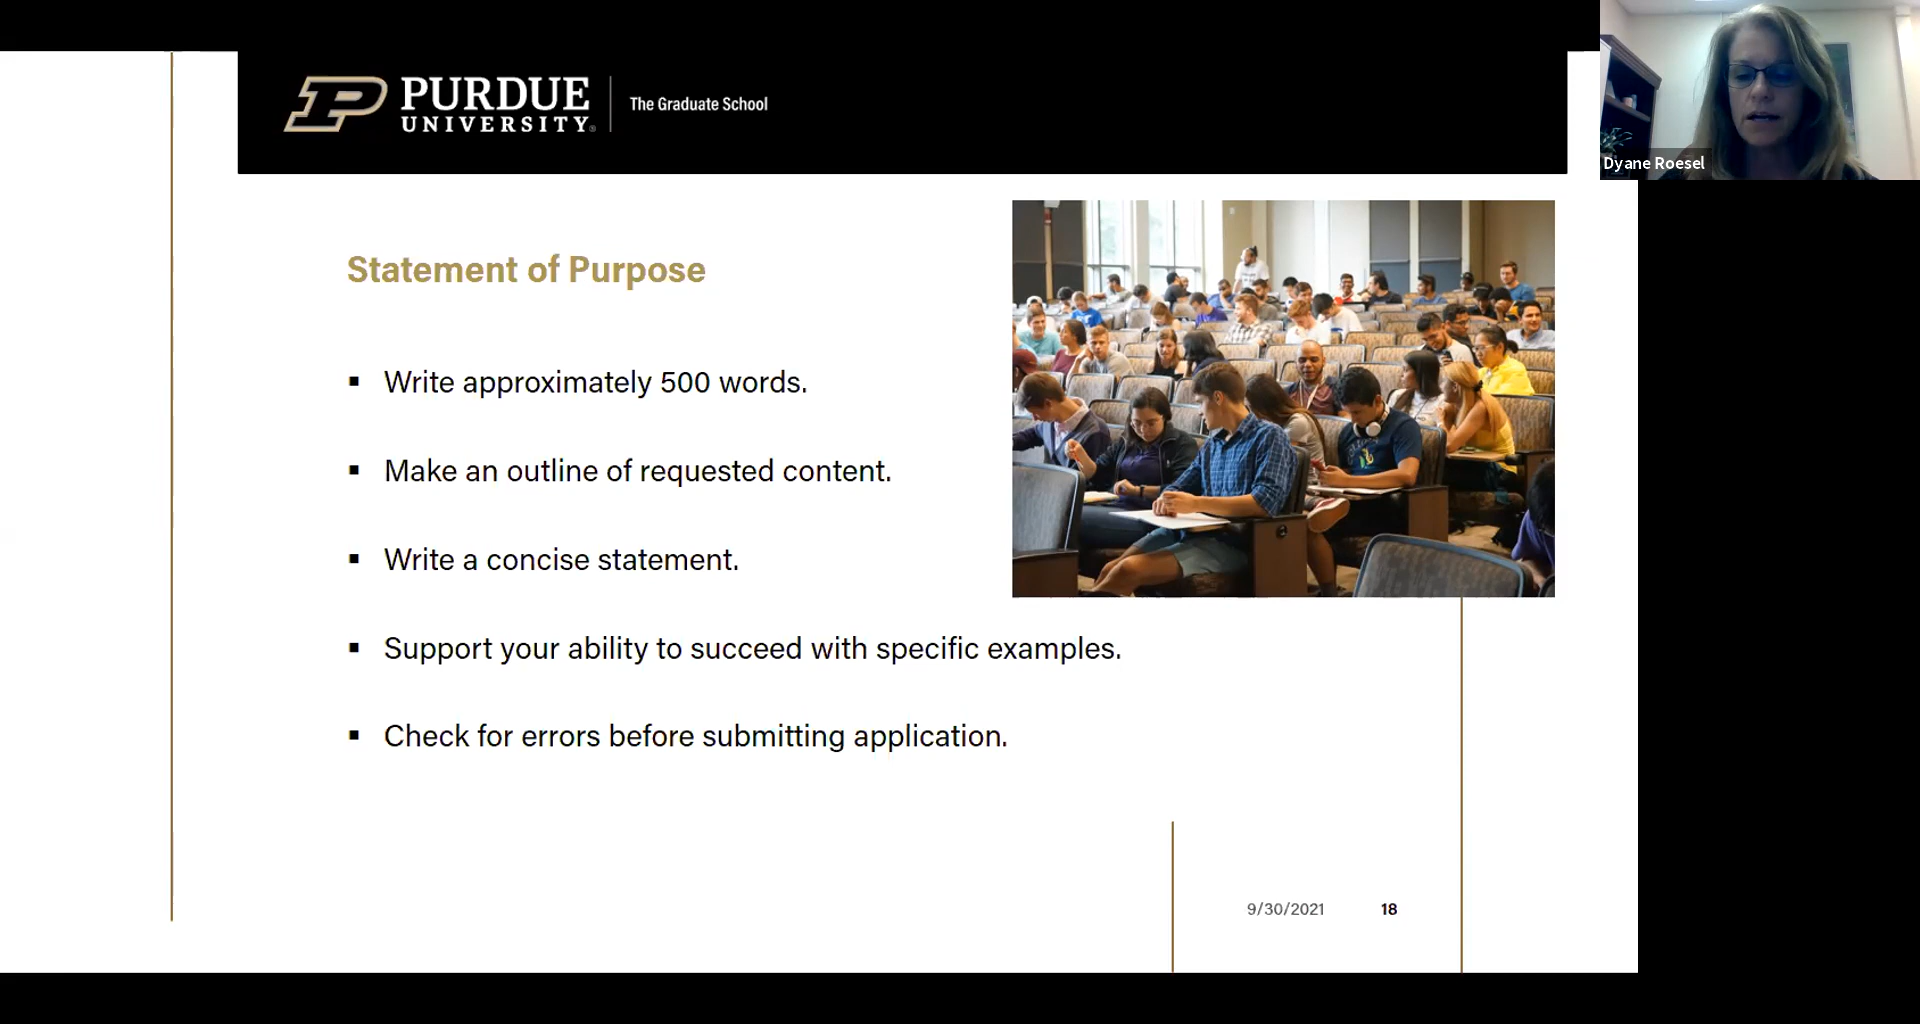 PURDUE
UNIVERSITY®
The Graduate School
Dyane Roesel
Statement of Purpose
▪ Write approximately 500 words.
▪ Make an outline of requested content.
▪ Write a concise statement.
▪ Support your ability to succeed with specific examples.
▪ Check for errors before submitting application.
9/30/2021 18